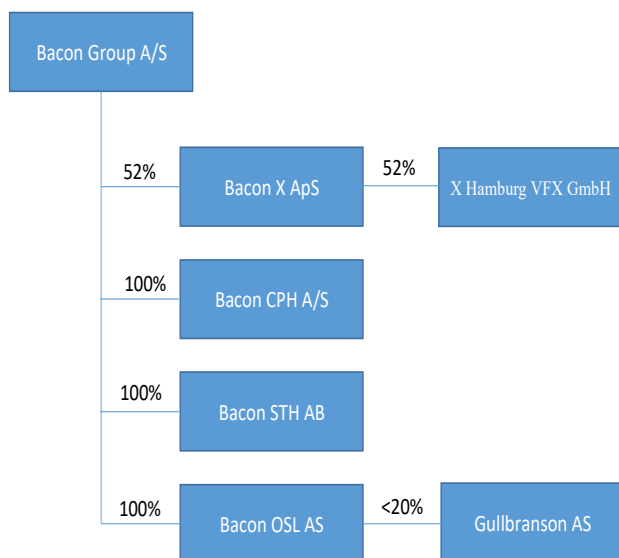 Bacon Group A/S
52%
Bacon X ApS
52%
X Hamburg VFX GmbH
100%
Bacon CPH A/S
100%
Bacon STH AB
100%
Bacon OSL AS
<20%
Gullbranson AS